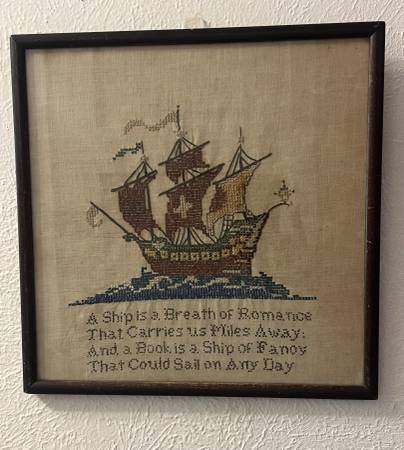 A Ship is a Breath of Romance
That Carries us Miles Away;
And a Book is a Ship of Fancy
That Could Sail on Any Day